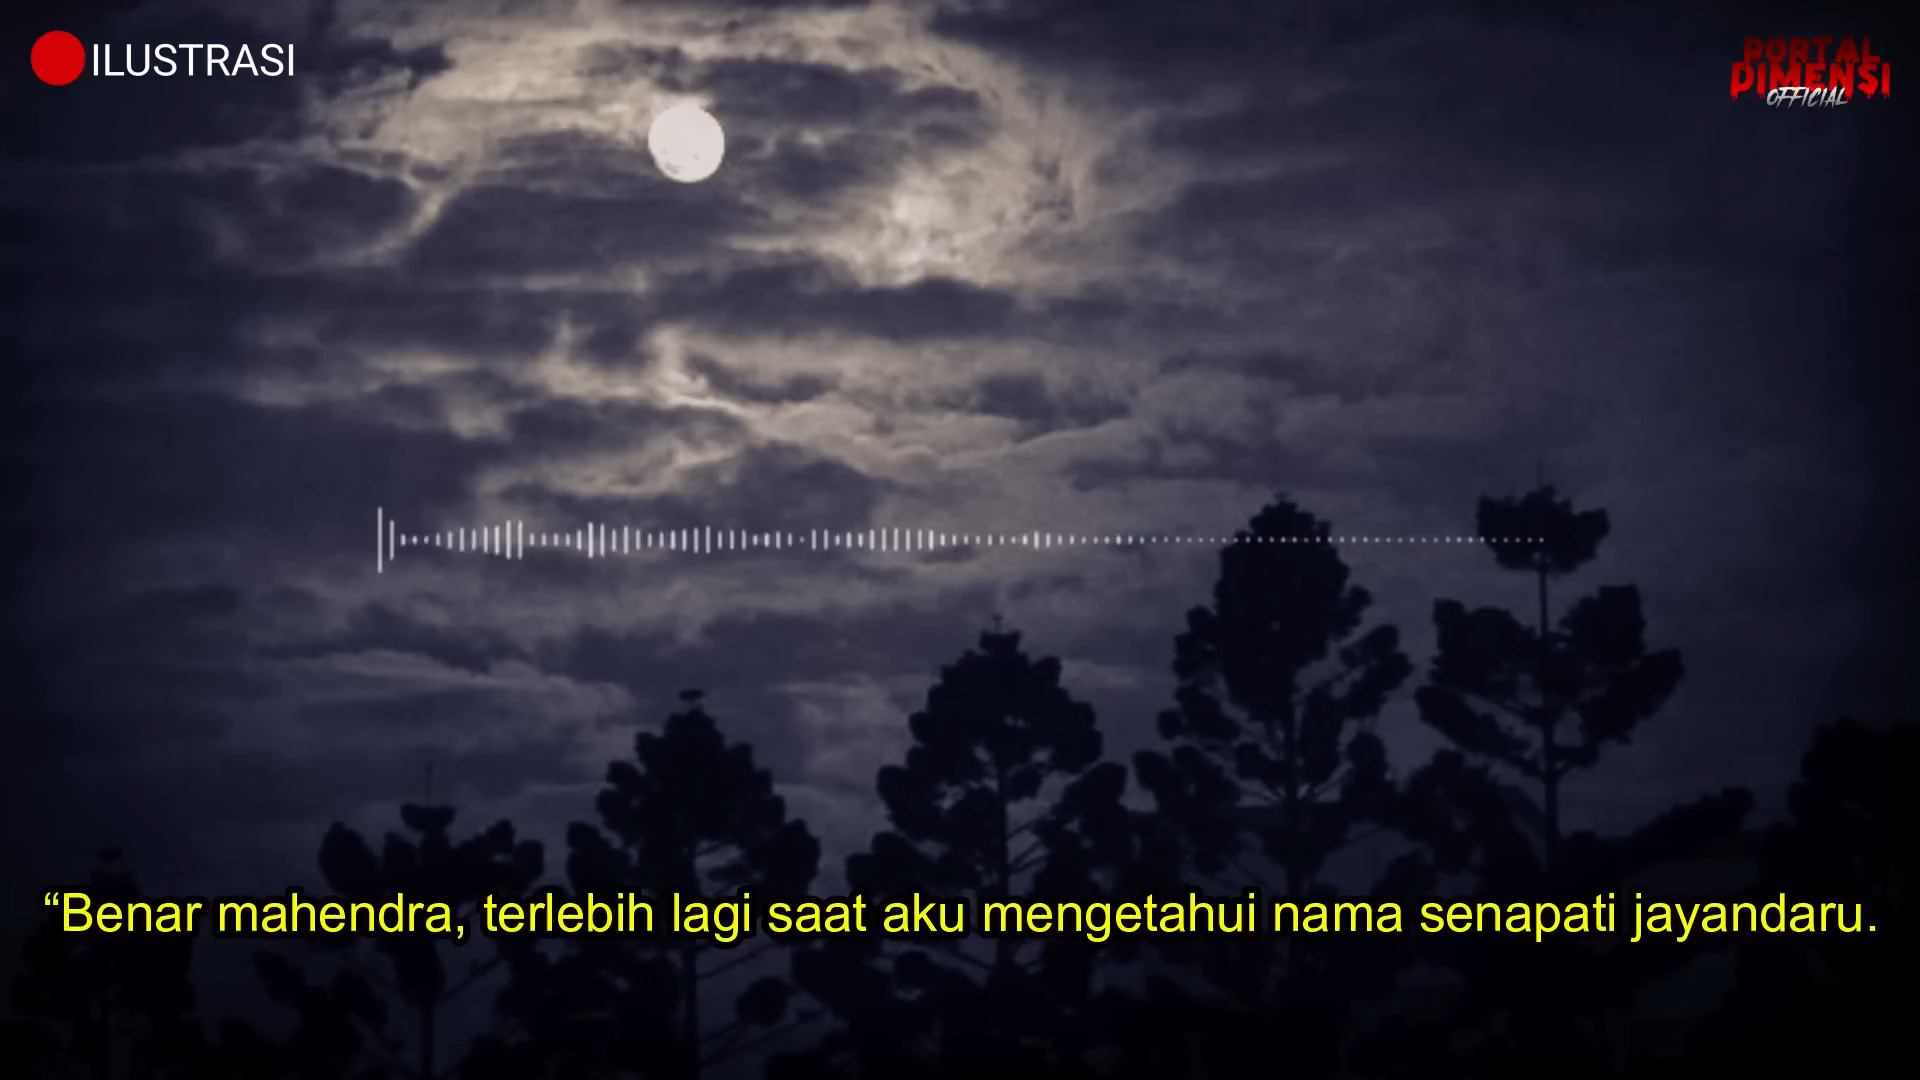 ILUSTRASI
PORTAL
DIMENSI
OFFICIAL
“Benar mahendra, terlebih lagi saat aku mengetahui nama senapati jayandaru.